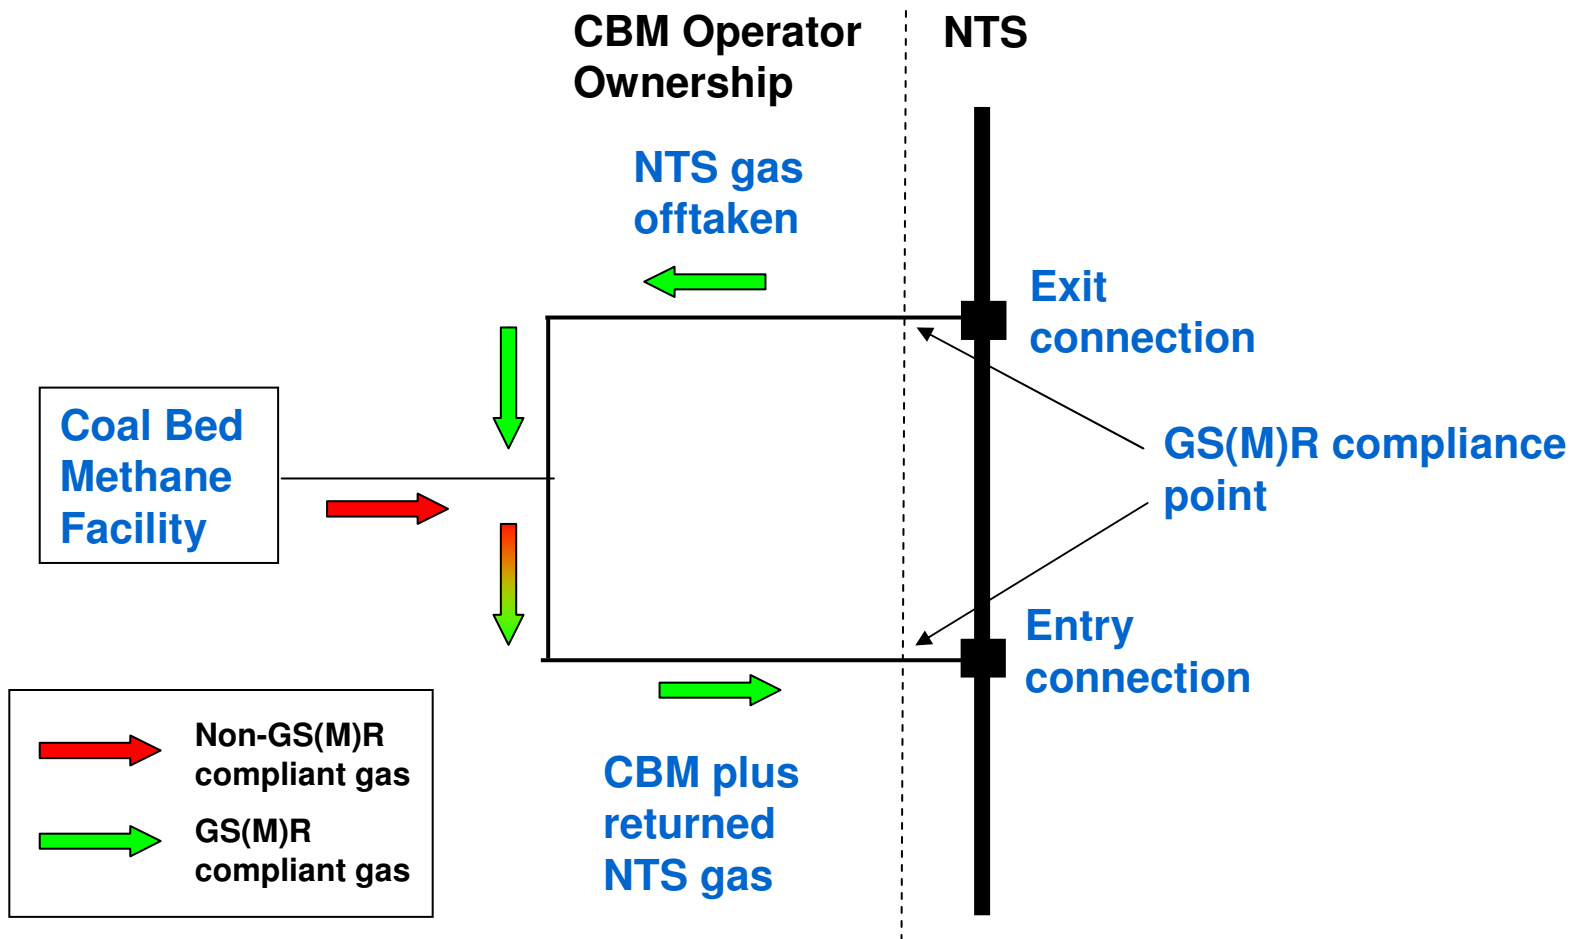 CBM Operator
Ownership
NTS
NTS gas
offtaken
Exit
connection
Coal Bed
Methane
Facility
GS(M)R compliance
point
Entry
connection
Non-GS(M)R
compliant gas
GS(M)R
compliant gas
CBM plus
returned
NTS gas